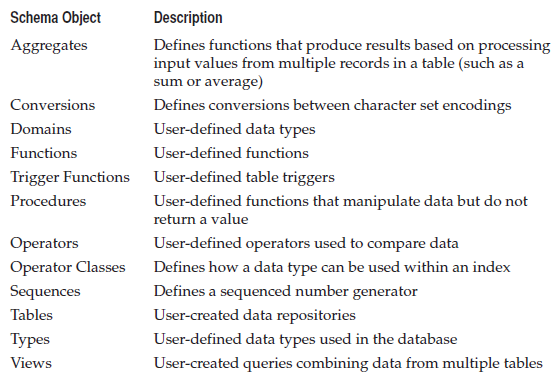 Schema Object Description
Aggregates Defines functions that produce results based on processing
input values from multiple records in a table (such as a
sum or average)
Conversions Defines conversions between character set encodings
Domains User-defined data types
Functions User-defined functions
Trigger Functions User-defined table triggers
Procedures User-defined functions that manipulate data but do not
return a value
Operators User-defined operators used to compare data
Operator Classes Defines how a data type can be used within an index
Sequences Defines a sequenced number generator
Tables User-created data repositories
Types User-defined data types used in the database
Views User-created queries combining data from multiple tables